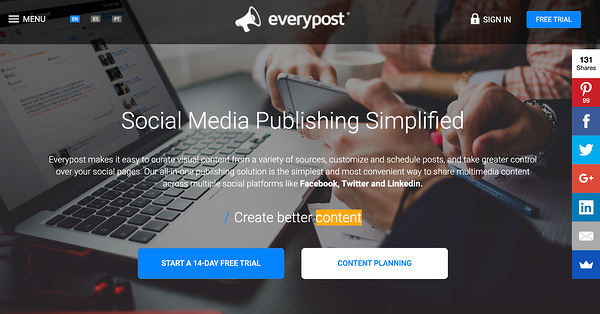 MENU
EN ES PT
everypost®
SIGN IN
FREE TRIAL
131
Shares
99
Social Media Publishing Simplified
Everypost makes it easy to curate visual content from a variety of sources, customize and schedule posts, and take greater control
over your social pages. Our all-in-one publishing solution is the simplest and most convenient way to share multimedia content
across multiple social platforms like Facebook, Twitter and Linkedin.
/ Create better content
START A 14-DAY FREE TRIAL
CONTENT PLANNING